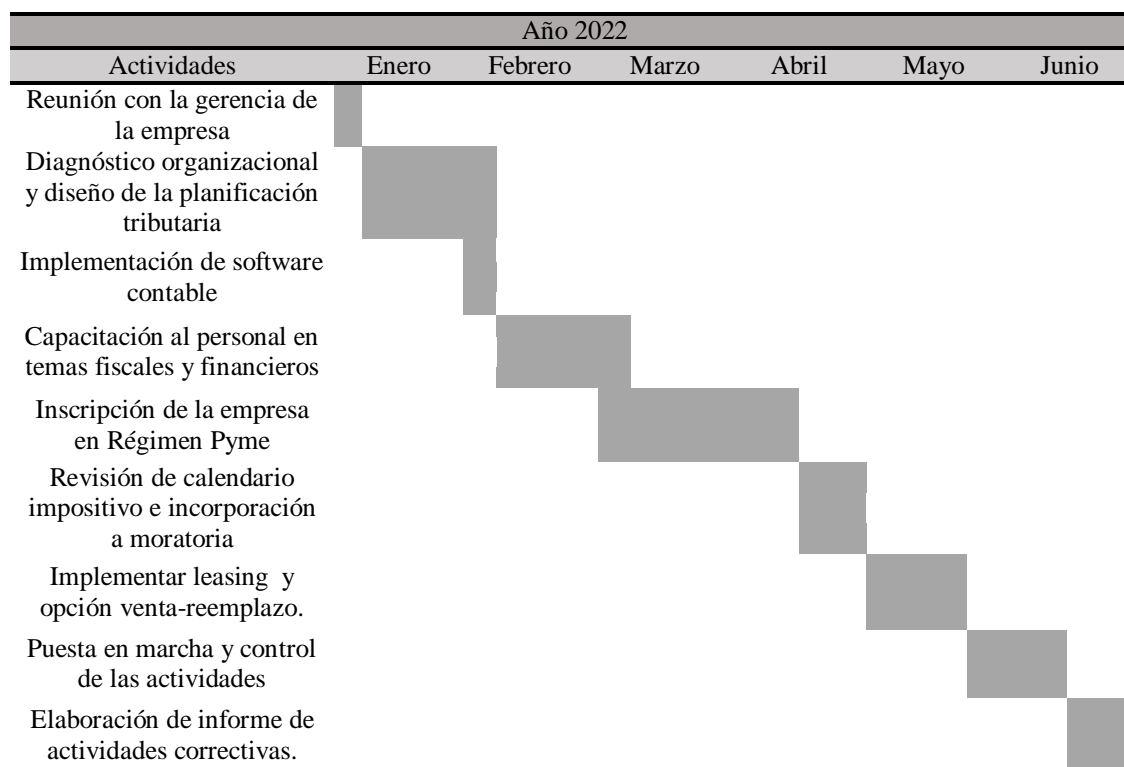 Año 2022
Actividades Enero Febrero Marzo Abril Mayo Junio
Reunión con la gerencia de
la empresa
Diagnóstico organizacional
y diseño de la planificación
tributaria
Implementación de software
contable
Capacitación al personal en
temas fiscales y financieros
Inscripción de la empresa
en Régimen Pyme
Revisión de calendario
impositivo e incorporación
a moratoria
Implementar leasing y
opción venta-reemplazo.
Puesta en marcha y control
de las actividades
Elaboración de informe de
actividades correctivas.